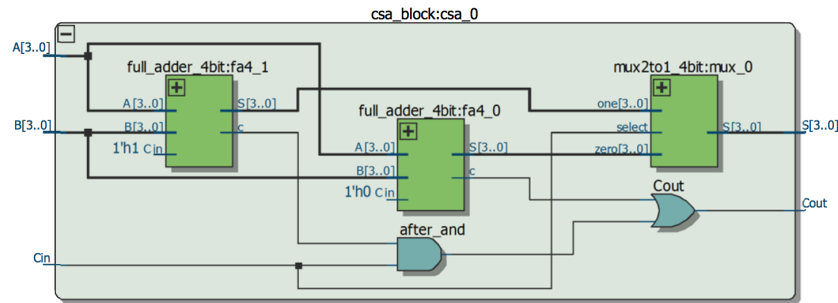 csa_block:csa_0
A[3..0]
full_adder_4bit:fa4_1
mux2to1_4bit:mux_0
A[3..0] S[3..0]
full_adder_4bit:fa4_0
one[3..0]
B[3..0]
B[3..0] c
select
S[3..0]
S[3..0]
1'h1 Cin
A[3..0] S[3..0]
zero[3..0]
B[3..0] c
1'h0 Cin
Cout
Cout
after_and
Cin